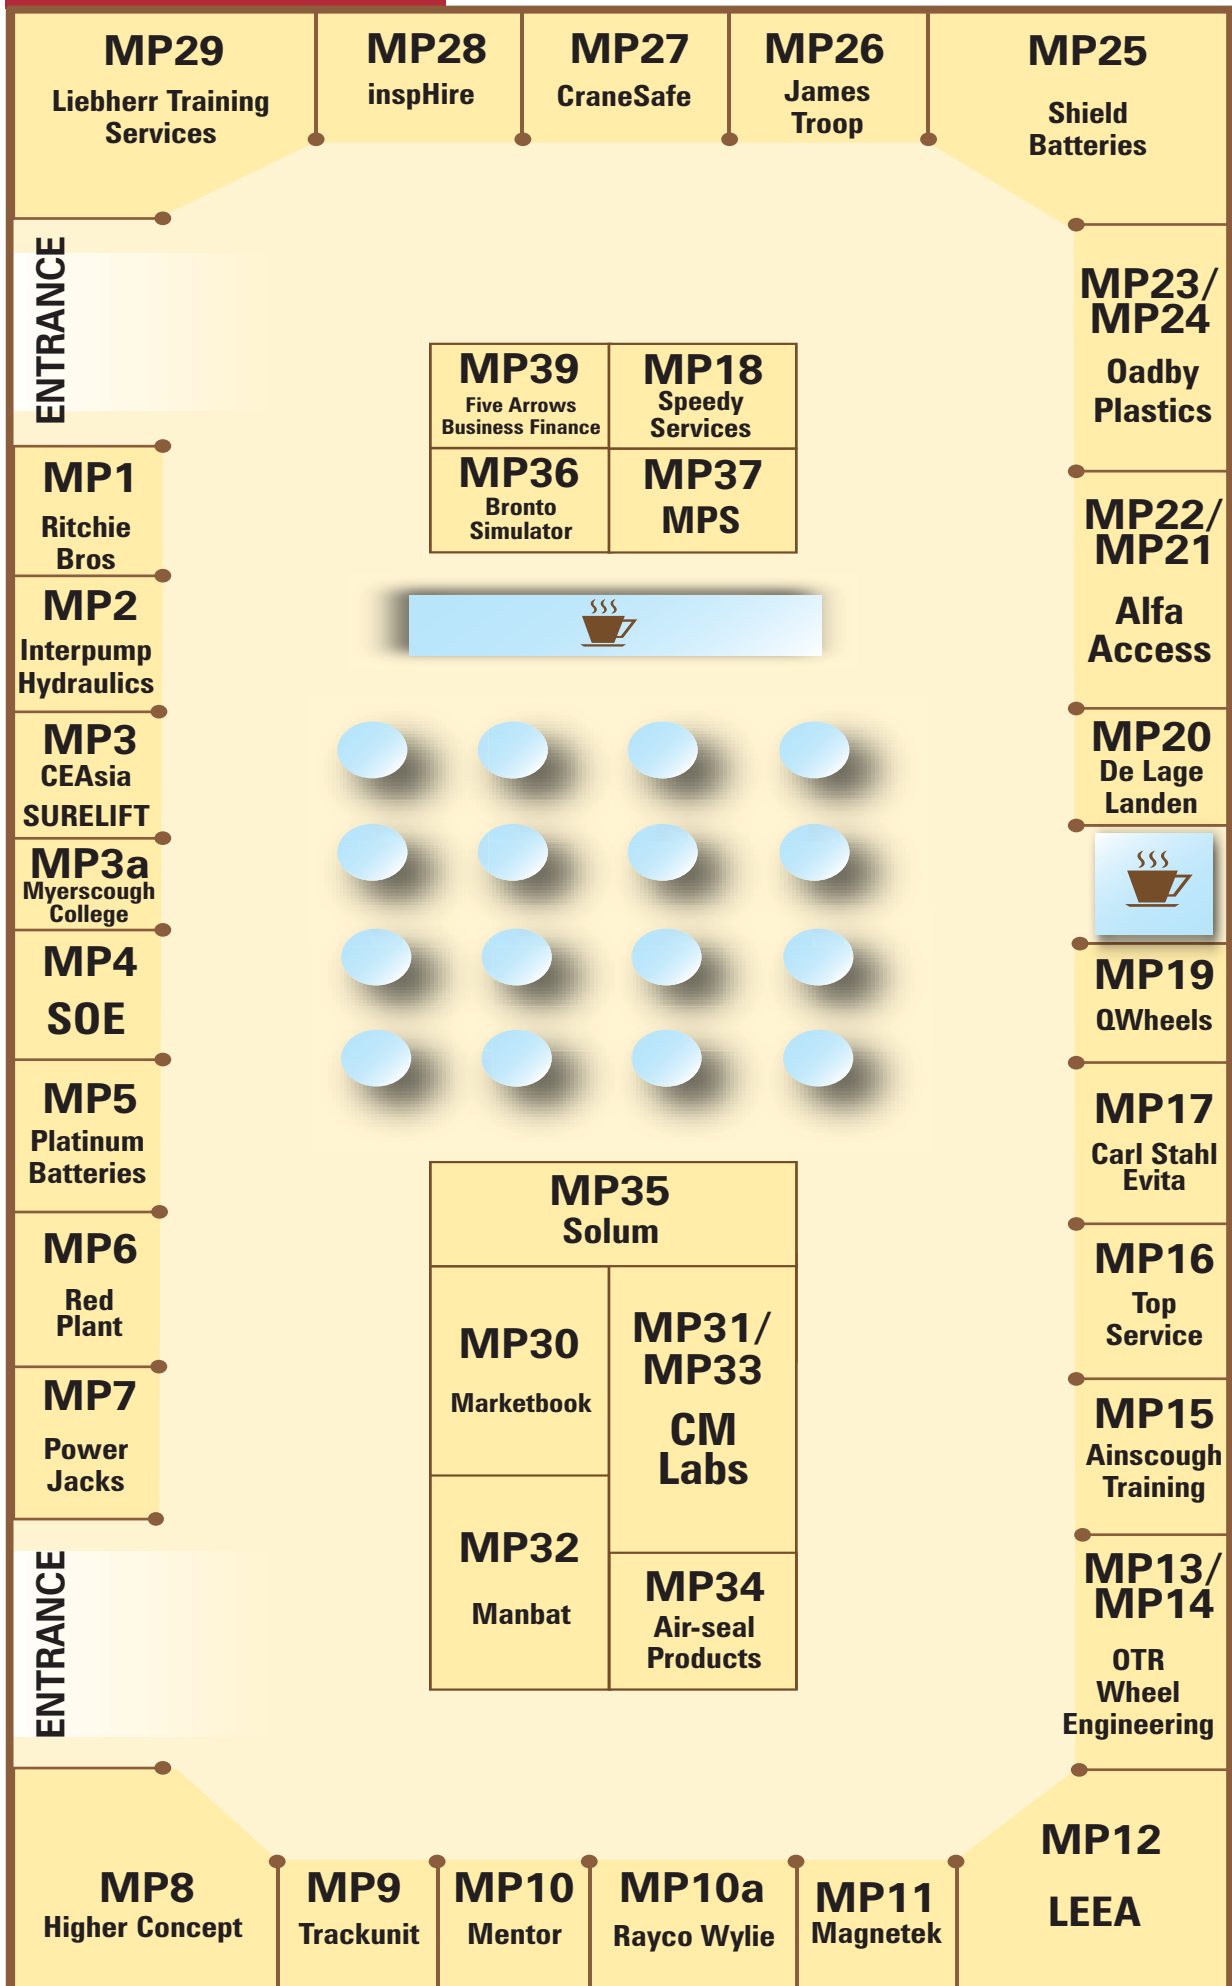 MP29
Liebherr Training
Services
MP28
inspHire
MP27
CraneSafe
MP26
James
Troop
MP25
Shield
Batteries
ENTRANCE
MP23/
MP24
Oadby
Plastics
MP39
Five Arrows
Business Finance
MP18
Speedy
Services
MP36
Bronto
Simulator
MP37
MPS
MP1
Ritchie
Bros
MP2
Interpump
Hydraulics
MP3
CEAsia
SURELIFT
MP3a
Myerscough
College
MP4
SOE
MP5
Platinum
Batteries
MP6
Red
Plant
MP7
Power
Jacks
MP22/
MP21
Alfa
Access
MP20
De Lage
Landen
MP19
QWheels
MP17
Carl Stahl
Evita
MP16
Top
Service
MP15
Ainscough
Training
MP13/
MP14
OTR
Wheel
Engineering
MP35
Solum
MP30
Marketbook
MP31/
MP33
CM
Labs
MP32
Manbat
MP34
Air-seal
Products
ENTRANCE
MP8
Higher Concept
MP9
Trackunit
MP10
Mentor
MP10a
Rayco Wylie
MP11
Magnetek
MP12
LEEA